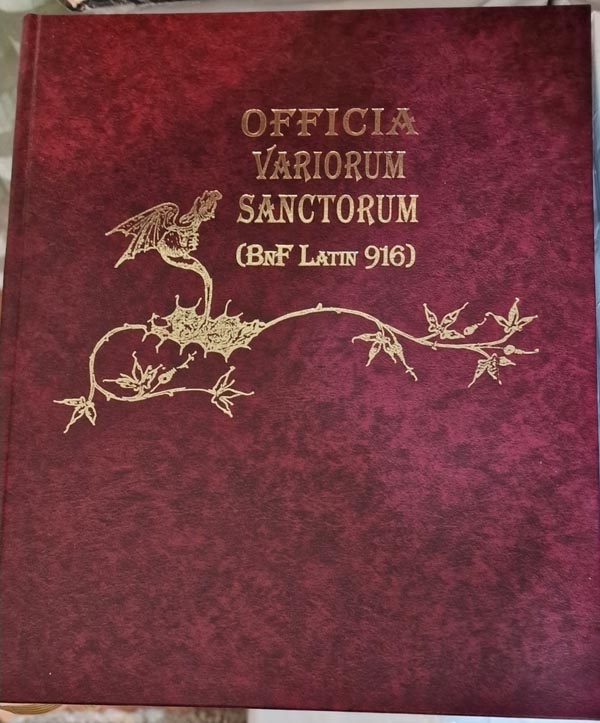 OFFICIA
VARIORUM
SANCTORUM
(BnF Latin 916)